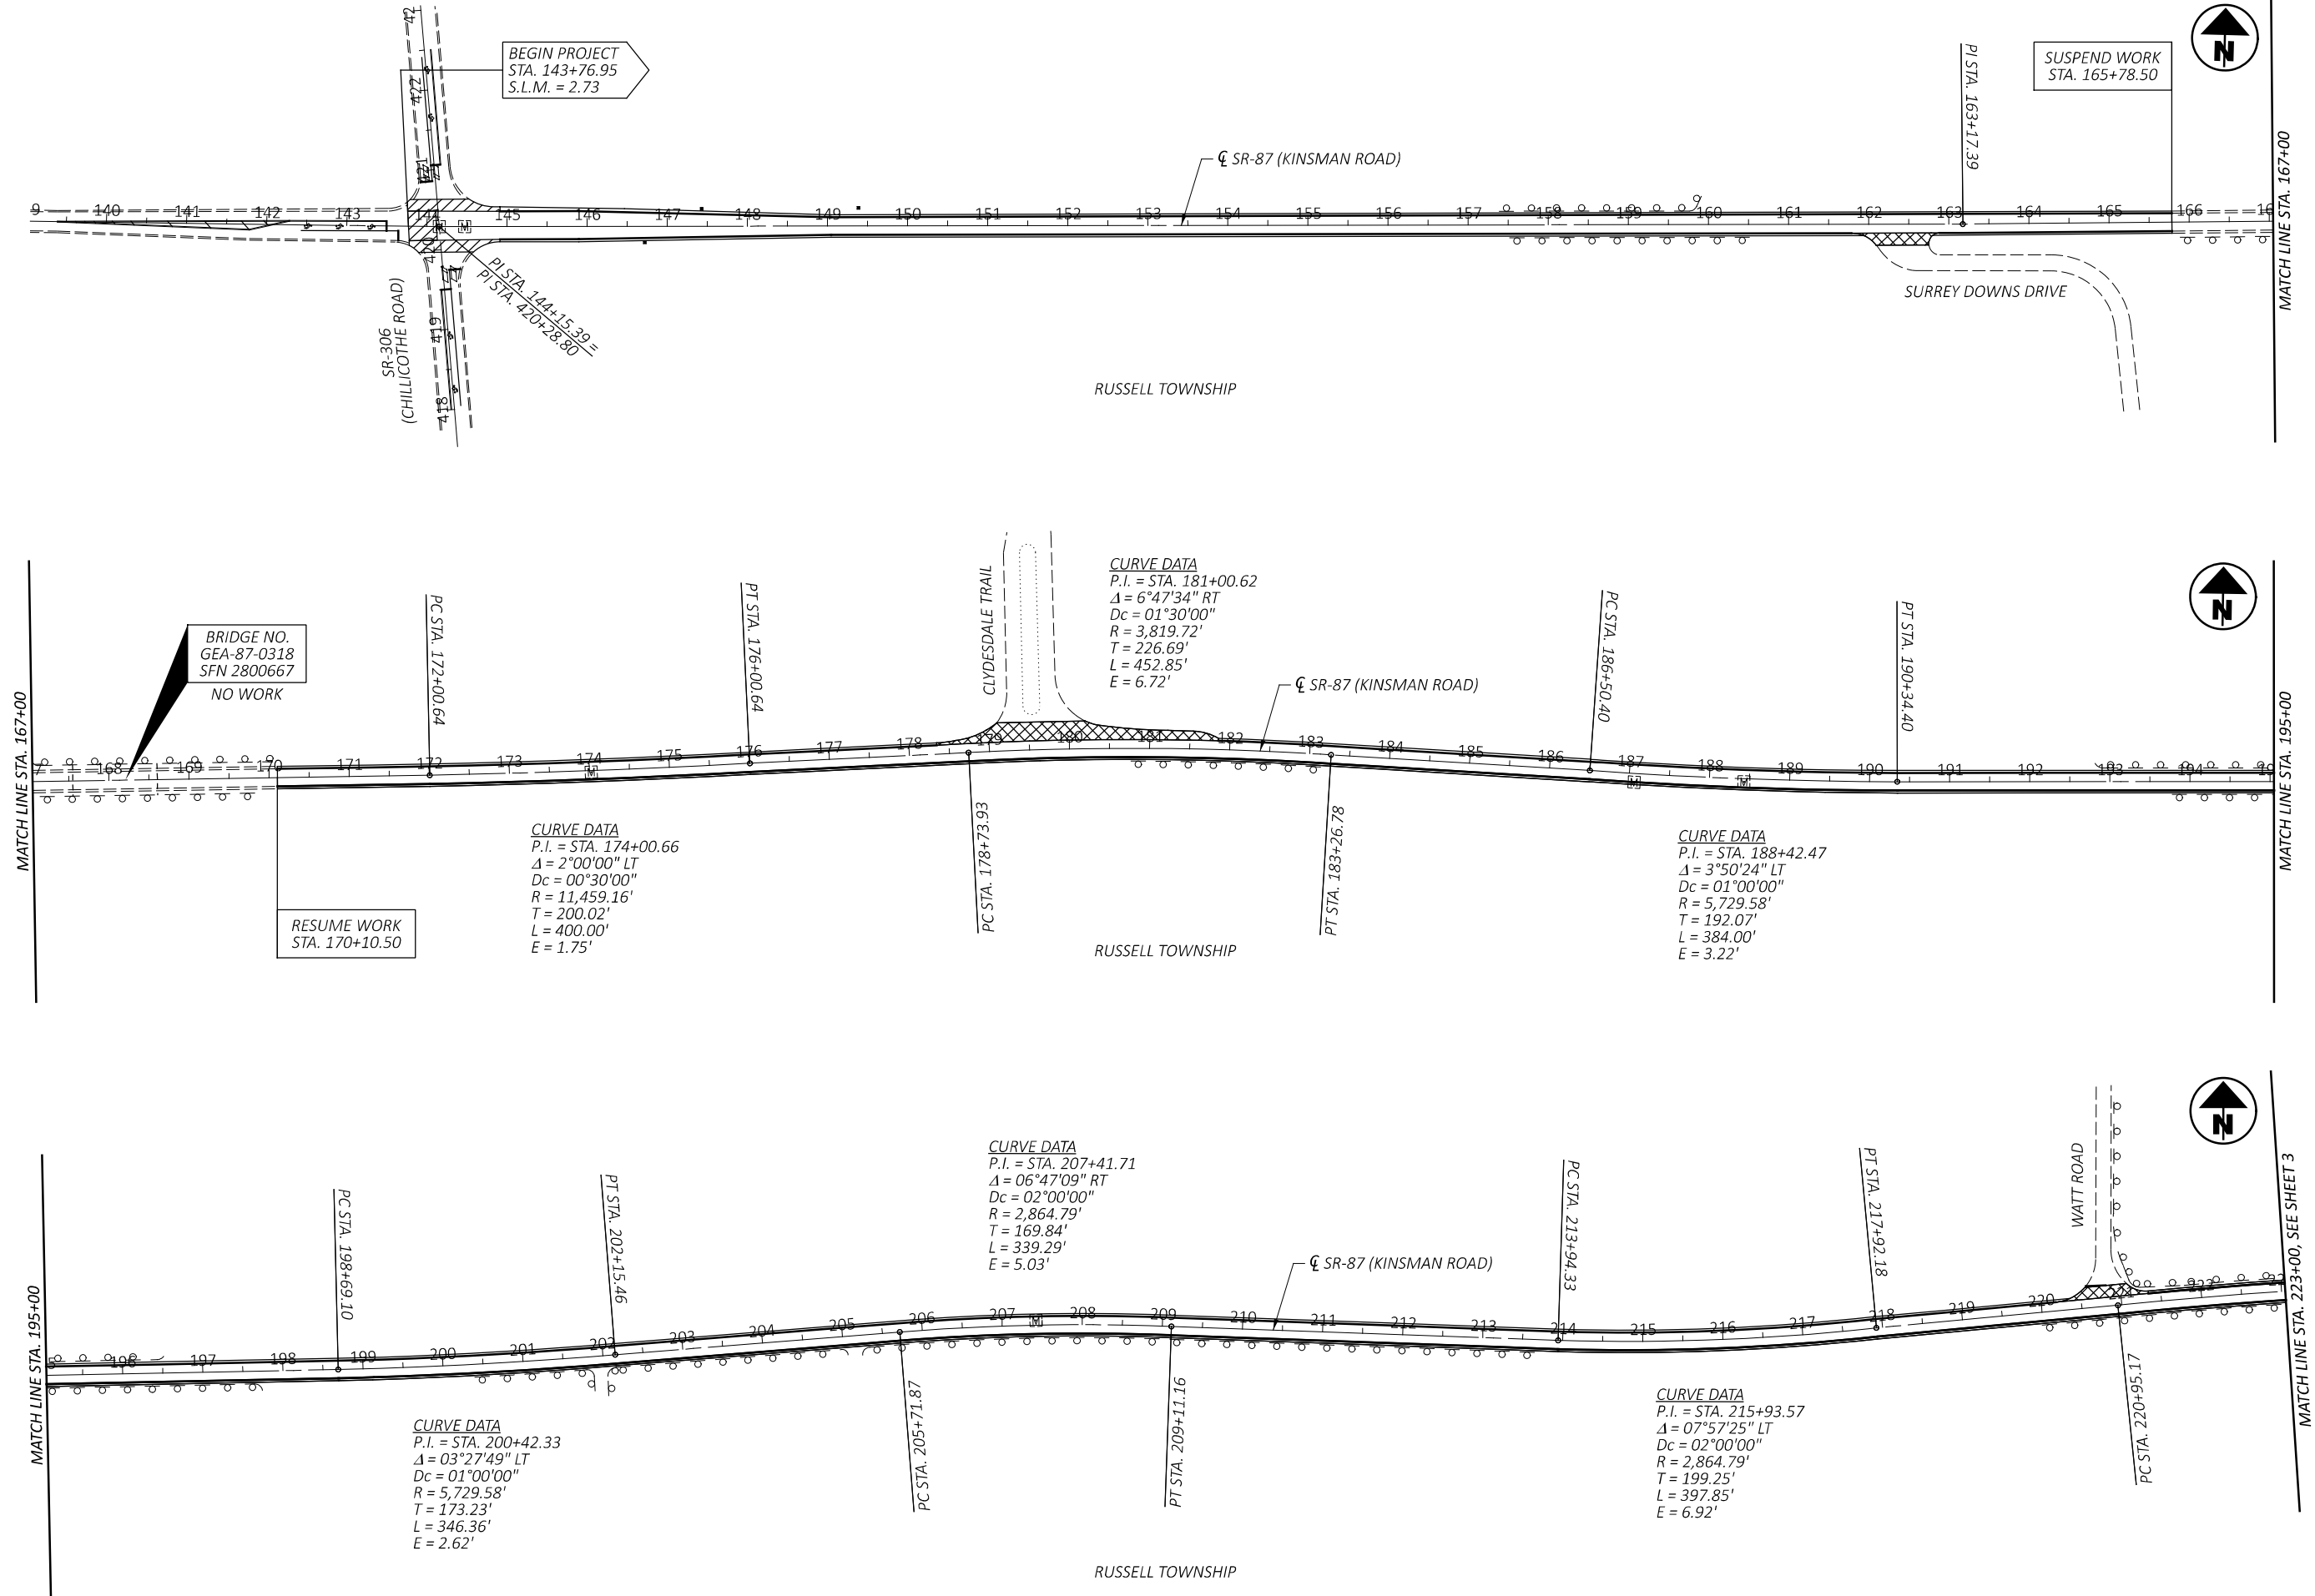 BEGIN PROJECT
STA. 143+76.95
S.L.M. = 2.73
SUSPEND WORK
STA. 165+78.50
N
PI STA. 163+17.39
℄ SR-87 (KINSMAN ROAD)
MATCH LINE STA. 167+00
42
422
421
420
419
418
9 140 141 142 143 144 145 146 147 148 149 150 151 152 153 154 155 156 157 158 159 160 161 162 163 164 165 166 16
PI STA. 144+15.39 =
PI STA. 420+28.80
SR-306
(CHILLICOTHE ROAD)
SURREY DOWNS DRIVE
RUSSELL TOWNSHIP
MATCH LINE STA. 167+00
BRIDGE NO.
GEA-87-0318
SFN 2800667
NO WORK
PC STA. 172+00.64
PT STA. 176+00.64
CLYDESDALE TRAIL
CURVE DATA
P.I. = STA. 181+00.62
Δ = 6°47'34" RT
Dc = 01°30'00"
R = 3,819.72'
T = 226.69'
L = 452.85'
E = 6.72'
℄ SR-87 (KINSMAN ROAD)
PC STA. 186+50.40
PT STA. 190+34.40
N
MATCH LINE STA. 195+00
7 168 169 170 171 172 173 174 175 176 177 178 179 180 181 182 183 184 185 186 187 188 189 190 191 192 193 194 19
RESUME WORK
STA. 170+10.50
CURVE DATA
P.I. = STA. 174+00.66
Δ = 2°00'00" LT
Dc = 00°30'00"
R = 11,459.16'
T = 200.02'
L = 400.00'
E = 1.75'
PC STA. 178+73.93
PT STA. 183+26.78
CURVE DATA
P.I. = STA. 188+42.47
Δ = 3°50'24" LT
Dc = 01°00'00"
R = 5,729.58'
T = 192.07'
L = 384.00'
E = 3.22'
RUSSELL TOWNSHIP
MATCH LINE STA. 195+00
PC STA. 198+69.10
PT STA. 202+15.46
CURVE DATA
P.I. = STA. 207+41.71
Δ = 06°47'09" RT
Dc = 02°00'00"
R = 2,864.79'
T = 169.84'
L = 339.29'
E = 5.03'
℄ SR-87 (KINSMAN ROAD)
PC STA. 213+94.33
PT STA. 217+92.18
WATT ROAD
N
MATCH LINE STA. 223+00, SEE SHEET 3
5 196 197 198 199 200 201 202 203 204 205 206 207 208 209 210 211 212 213 214 215 216 217 218 219 220 221 222 22
CURVE DATA
P.I. = STA. 200+42.33
Δ = 03°27'49" LT
Dc = 01°00'00"
R = 5,729.58'
T = 173.23'
L = 346.36'
E = 2.62'
PC STA. 205+71.87
PT STA. 209+11.16
CURVE DATA
P.I. = STA. 215+93.57
Δ = 07°57'25" LT
Dc = 02°00'00"
R = 2,864.79'
T = 199.25'
L = 397.85'
E = 6.92'
PC STA. 220+95.17
RUSSELL TOWNSHIP